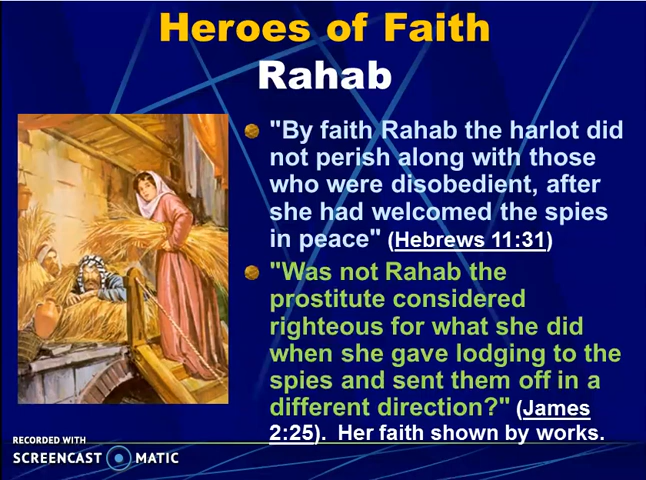 Heroes of Faith
Rahab
"By faith Rahab the harlot did
not perish along with those
who were disobedient, after
she had welcomed the spies
in peace" (Hebrews 11:31)
"Was not Rahab the
prostitute considered
righteous for what she did
when she gave lodging to the
spies and sent them off in a
different direction?" (James
2:25).  Her faith shown by works.
RECORDED WITH
SCREENCAST MATIC